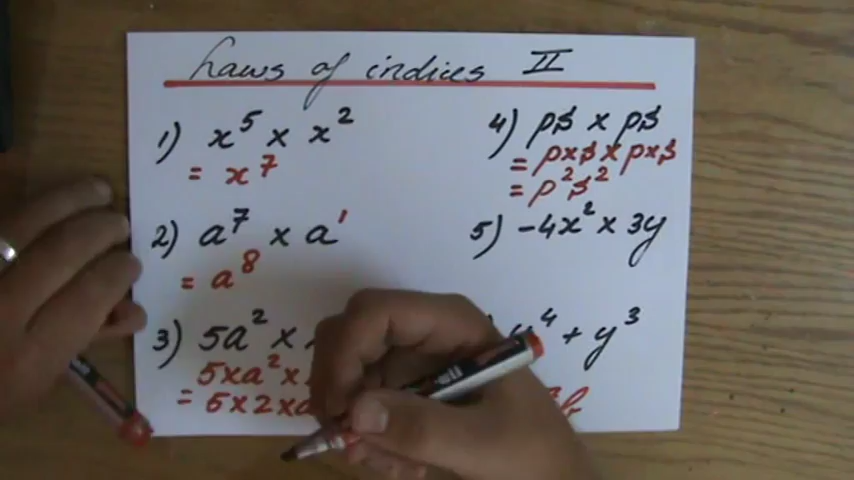 Laws of indices II
1) x⁵ × x²
= x⁷
2) a⁷ × a¹
= a⁸
3) 5a² ×
5×a²×
= 5×2×a
4) ps × ps
= p×s×p×s
= p²s²
5) -4x² × 3y
y⁴ + y³
b